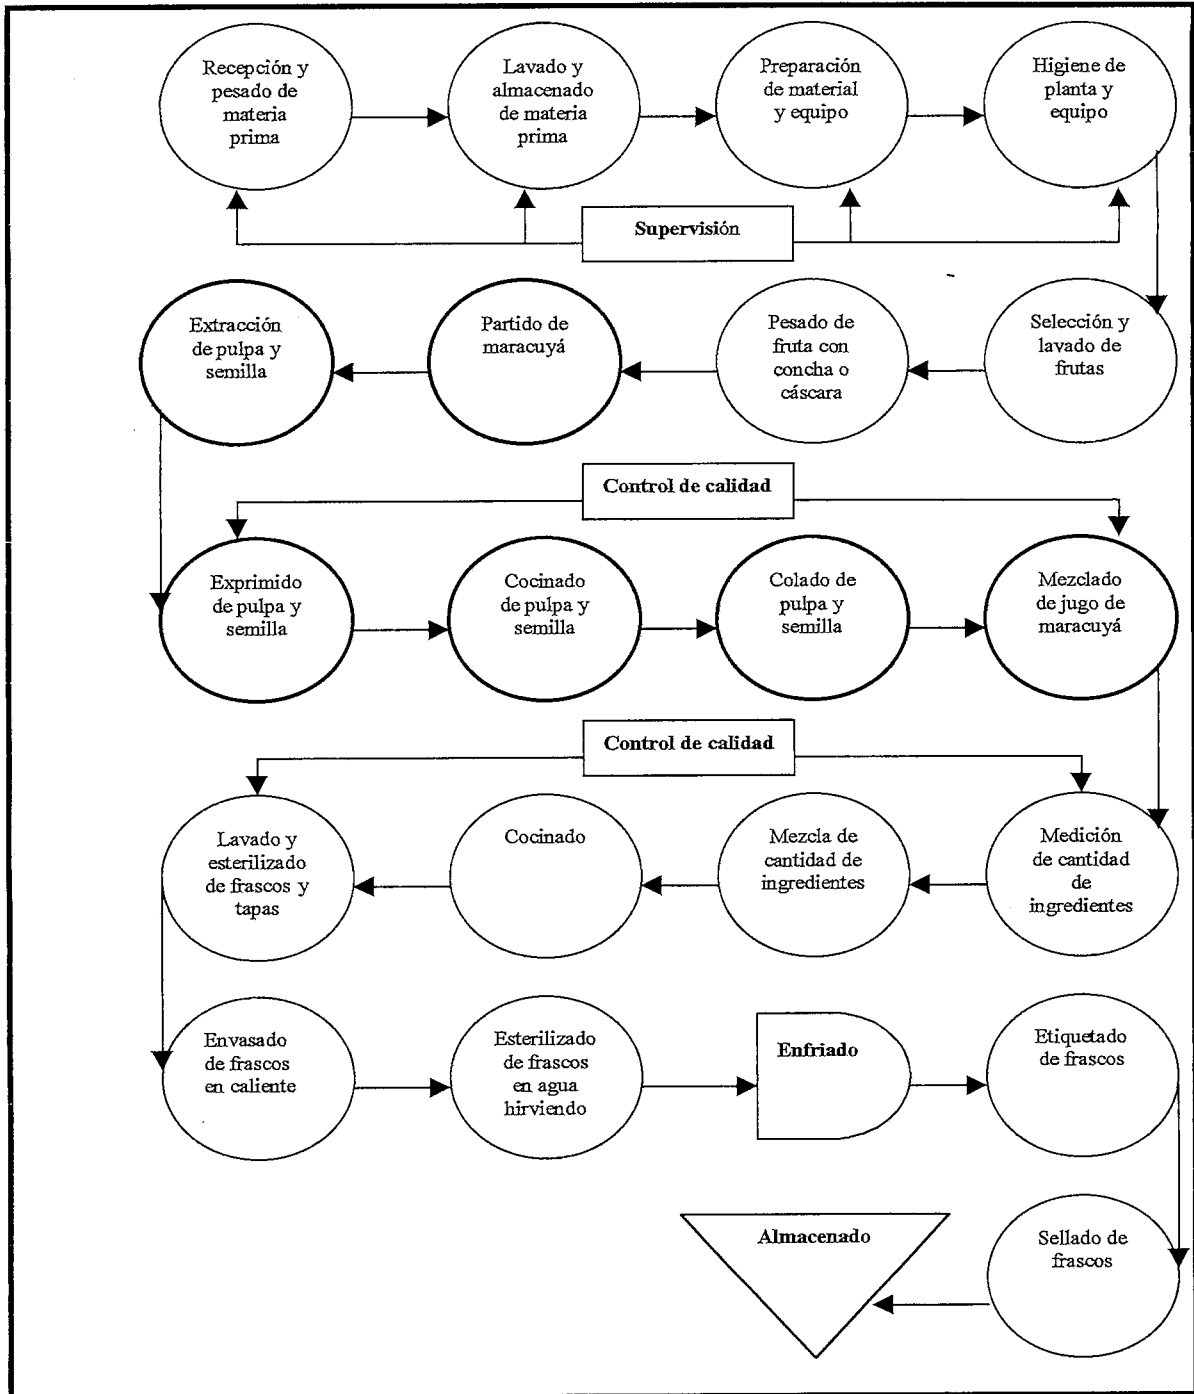 Recepción y
pesado de
materia
prima
Lavado y
almacenado
de materia
prima
Preparación
de material
y equipo
Higiene de
planta y
equipo
Supervisión
Extracción
de pulpa y
semilla
Partido de
maracuyá
Pesado de
fruta con
concha o
cáscara
Selección y
lavado de
frutas
Control de calidad
Exprimido
de pulpa y
semilla
Cocinado
de pulpa y
semilla
Colado de
pulpa y
semilla
Mezclado
de jugo de
maracuyá
Control de calidad
Lavado y
esterilizado
de frascos y
tapas
Cocinado
Mezcla de
cantidad de
ingredientes
Medición
de cantidad
de
ingredientes
Envasado
de frascos
en caliente
Esterilizado
de frascos
en agua
hirviendo
Enfriado
Etiquetado
de frascos
Almacenado
Sellado de
frascos